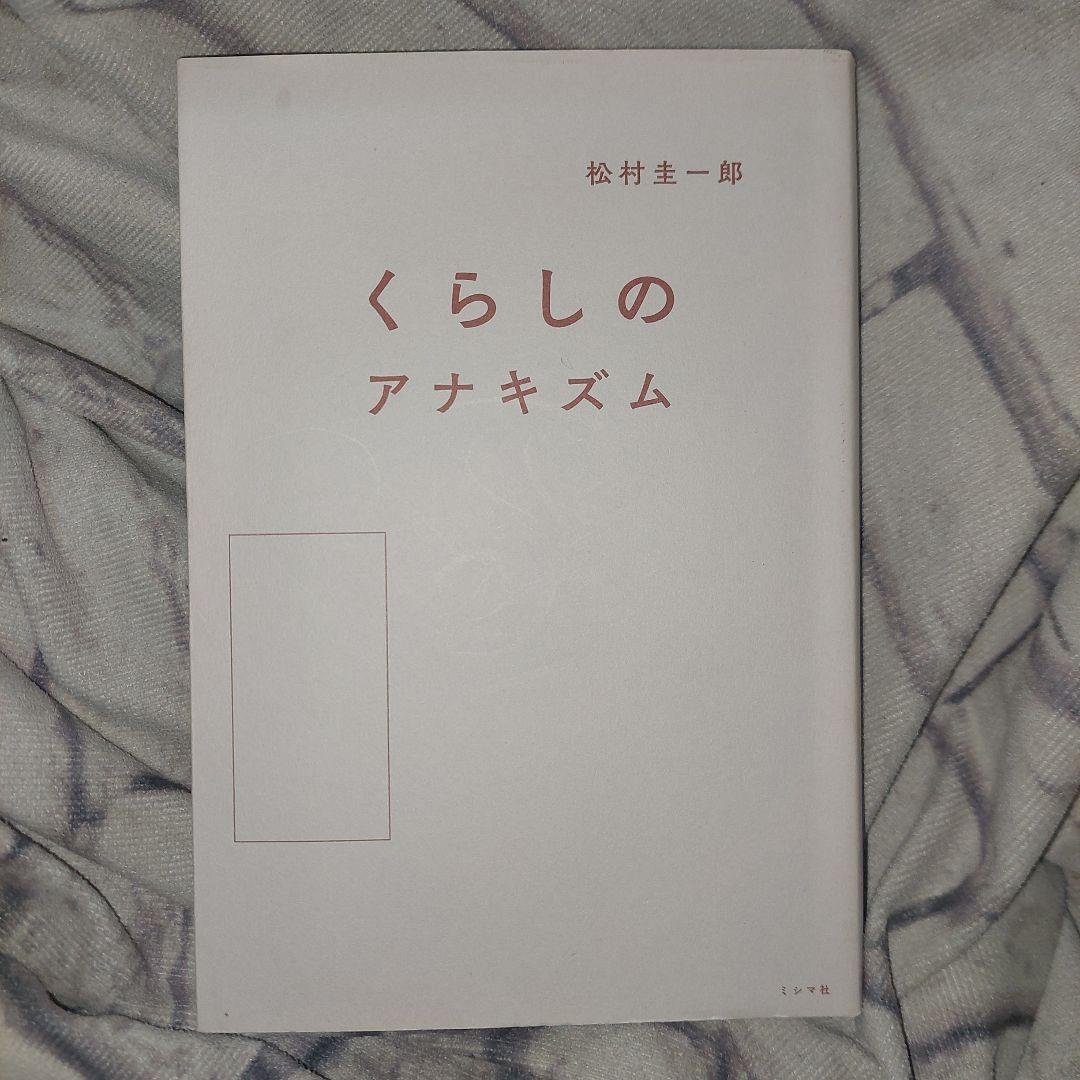 松村圭一郎
くらしの
アナキズム
ミシマ社